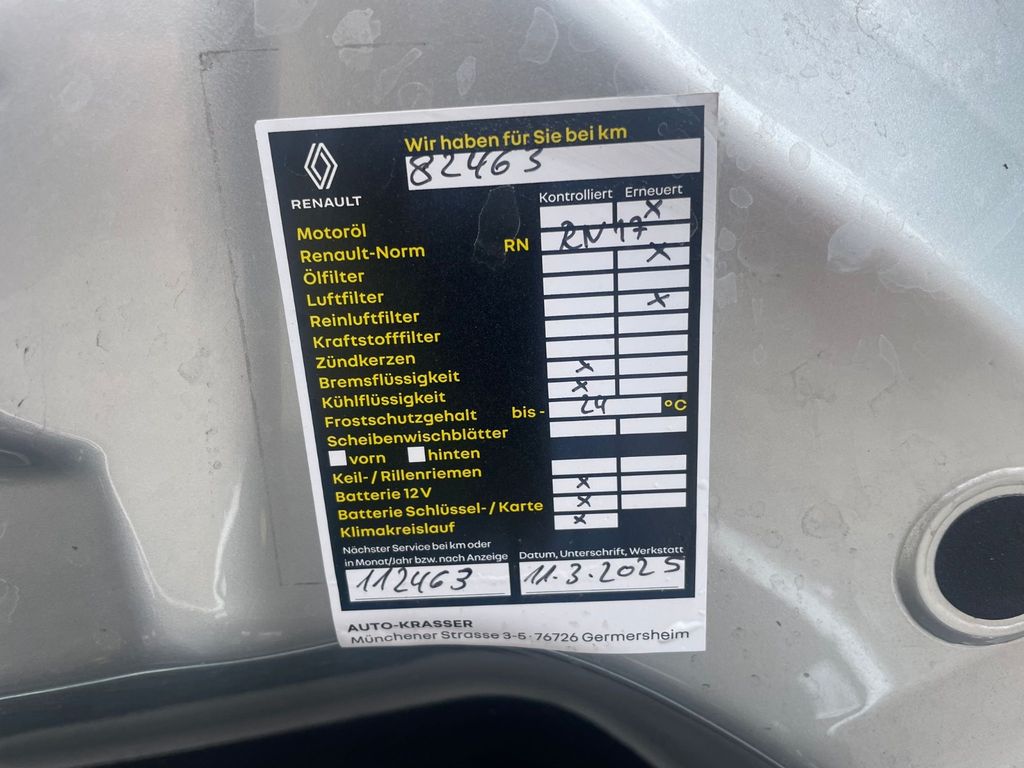 Wir haben für Sie bei km
82463
RENAULT
Kontrolliert Erneuert
Motoröl x
Renault-Norm RN RN 17
Ölfilter x
Luftfilter
Reinluftfilter x
Kraftstofffilter
Zündkerzen
Bremsflüssigkeit x
Kühlflüssigkeit x
Frostschutzgehalt bis - 24 °C
Scheibenwischblätter
vorn hinten
Keil- / Rillenriemen
Batterie 12 V x
Batterie Schlüssel- / Karte x
Klimakreislauf x
Nächster Service bei km oder
in Monat/Jahr bzw. nach Anzeige
112463
Datum, Unterschrift, Werkstatt
11.3.2025
AUTO-KRASSER
Münchener Strasse 3-5 · 76726 Germersheim